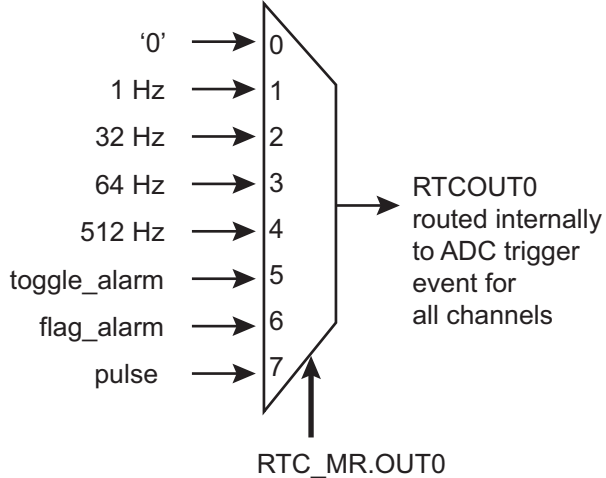 ‘0’ 0
1 Hz 1
32 Hz 2
64 Hz 3
512 Hz 4
toggle_alarm 5
flag_alarm 6
pulse 7
RTCOUT0
routed internally
to ADC trigger
event for
all channels
RTC_MR.OUT0